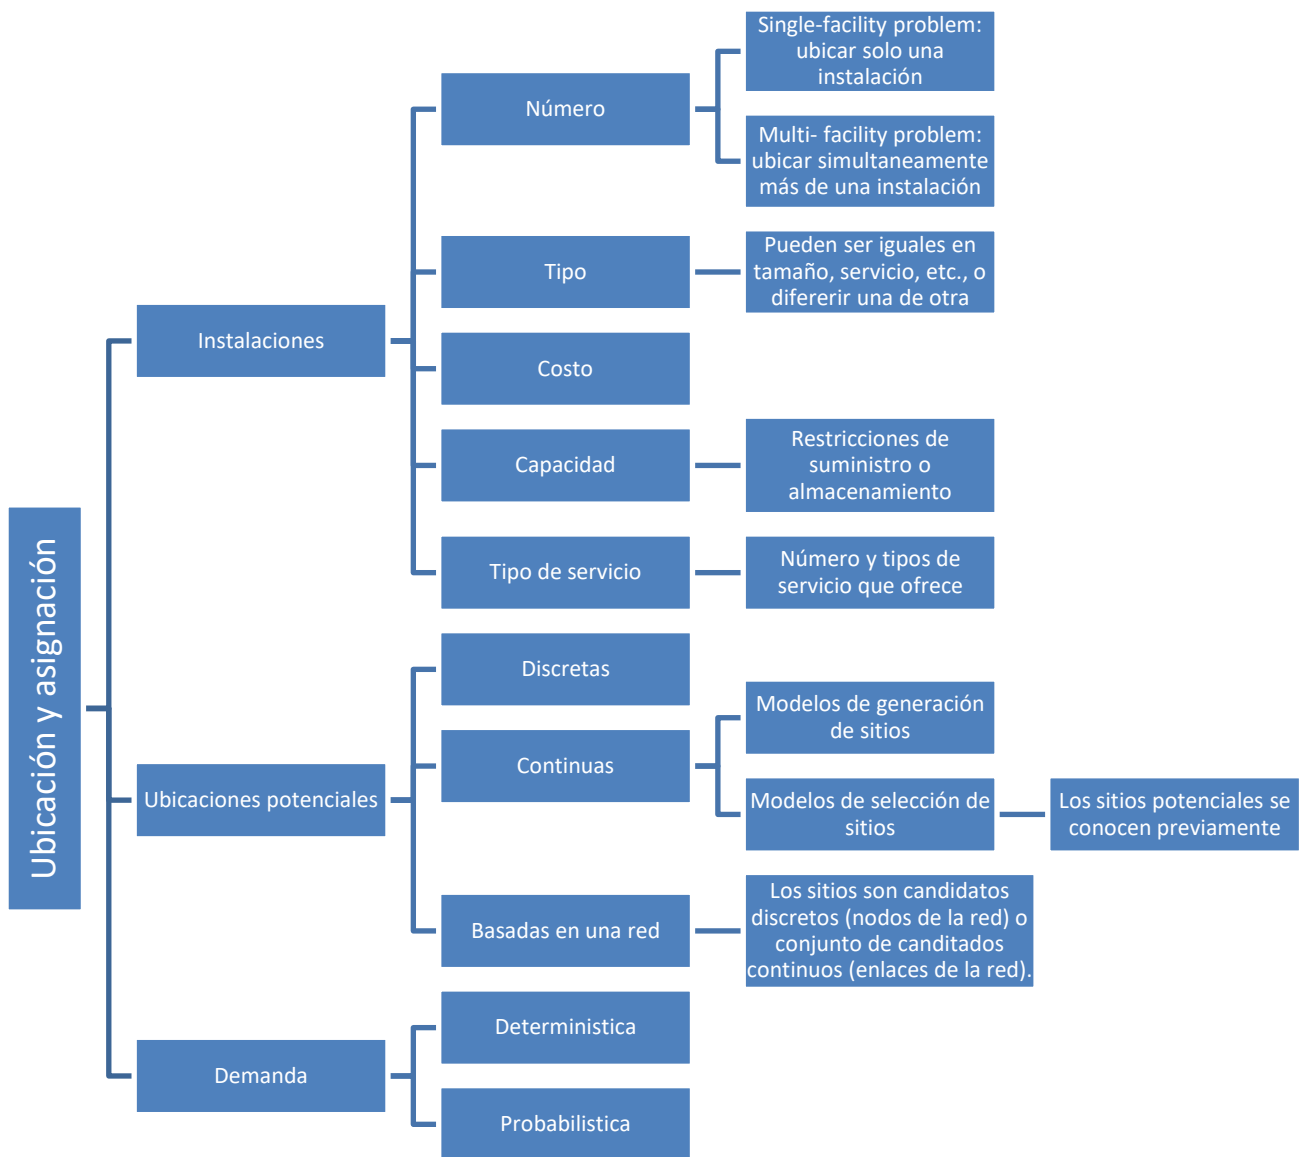 Ubicación y asignación
Instalaciones
Número
Single-facility problem:
ubicar solo una
instalación
Multi- facility problem:
ubicar simultaneamente
más de una instalación
Tipo
Pueden ser iguales en
tamaño, servicio, etc., o
difererir una de otra
Costo
Capacidad
Restricciones de
suministro o
almacenamiento
Tipo de servicio
Número y tipos de
servicio que ofrece
Ubicaciones potenciales
Discretas
Continuas
Modelos de generación
de sitios
Modelos de selección de
sitios
Los sitios potenciales se
conocen previamente
Basadas en una red
Los sitios son candidatos
discretos (nodos de la red) o
conjunto de canditados
continuos (enlaces de la red).
Demanda
Deterministica
Probabilistica